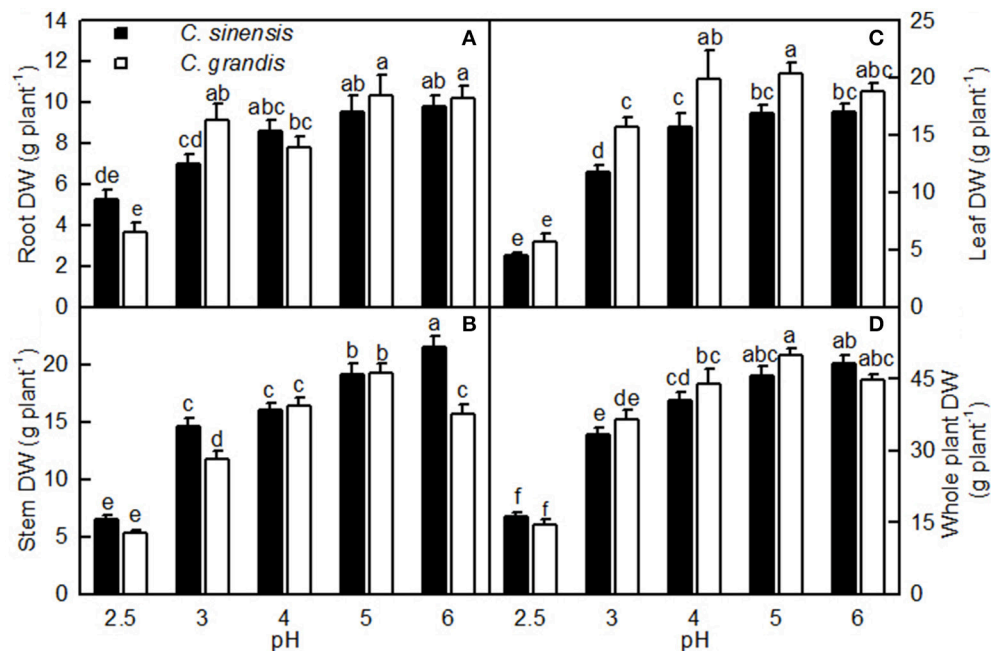 C. sinensis
C. grandis
A
Root DW (g plant⁻¹)
14
12
10
8
6
4
2
0
de
e
cd
ab
abc
bc
ab
a
ab
a
C
Leaf DW (g plant⁻¹)
25
20
15
10
5
0
e
e
d
c
c
ab
bc
a
bc
abc
B
Stem DW (g plant⁻¹)
20
15
10
5
0
e
e
c
d
c
c
b
b
a
c
2.5
3
4
5
6
pH
D
Whole plant DW
(g plant⁻¹)
45
30
15
0
f
f
e
de
cd
bc
abc
a
ab
abc
2.5
3
4
5
6
pH